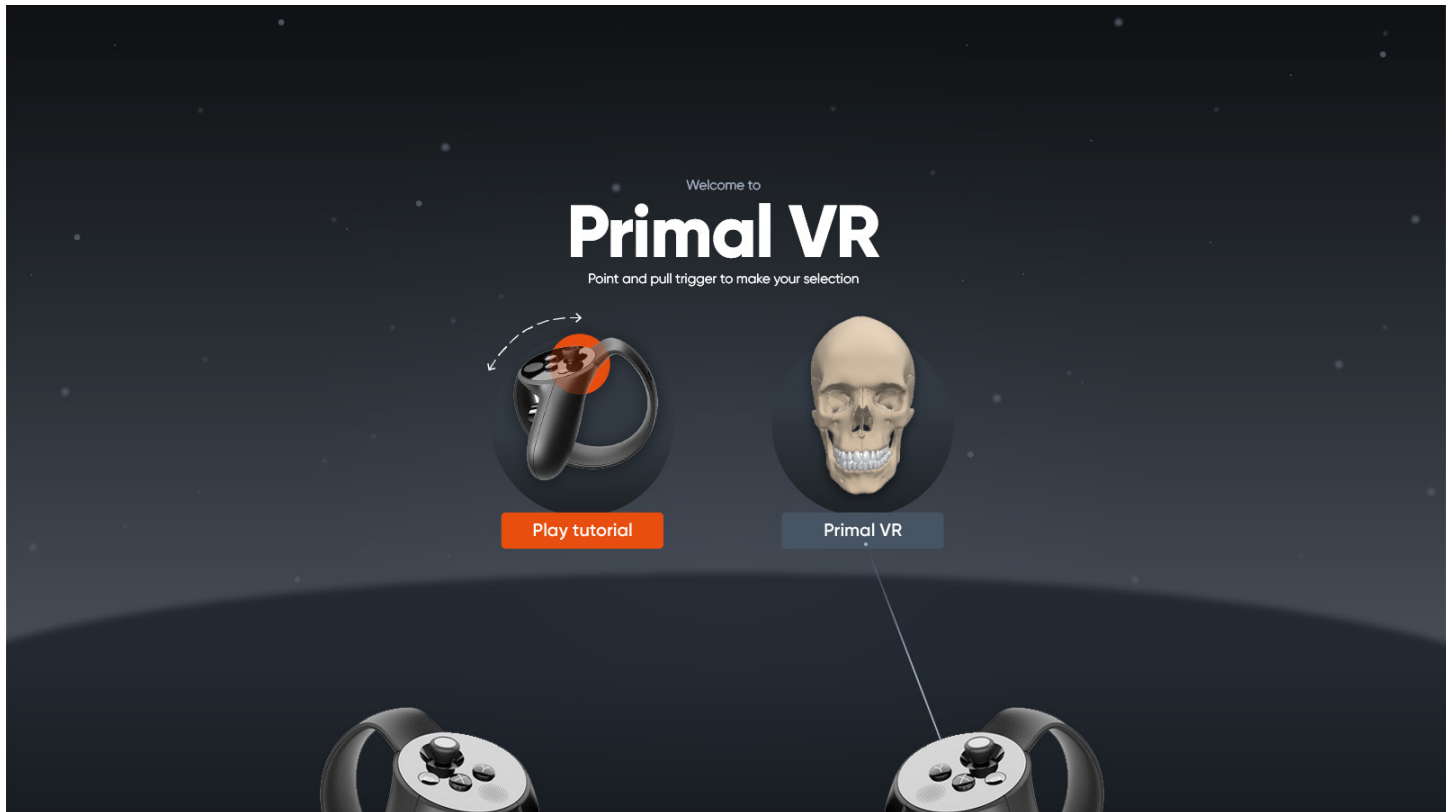 Welcome to
Primal VR
Point and pull trigger to make your selection
Play tutorial
Primal VR